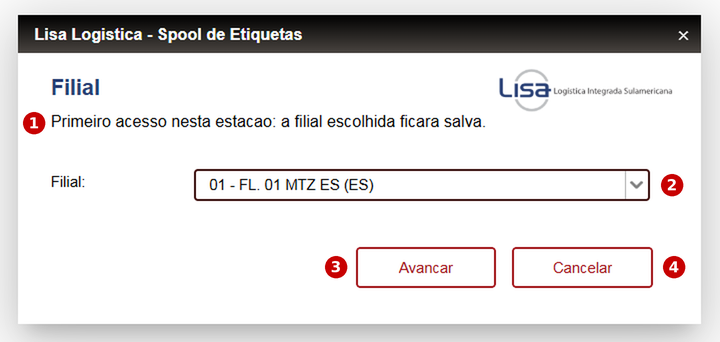 Lisa Logistica - Spool de Etiquetas ×
Filial
Lisa Logística Integrada Sulamericana
1 Primeiro acesso nesta estacao: a filial escolhida ficara salva.
Filial: 01 - FL. 01 MTZ ES (ES) 2
3 Avancar Cancelar 4